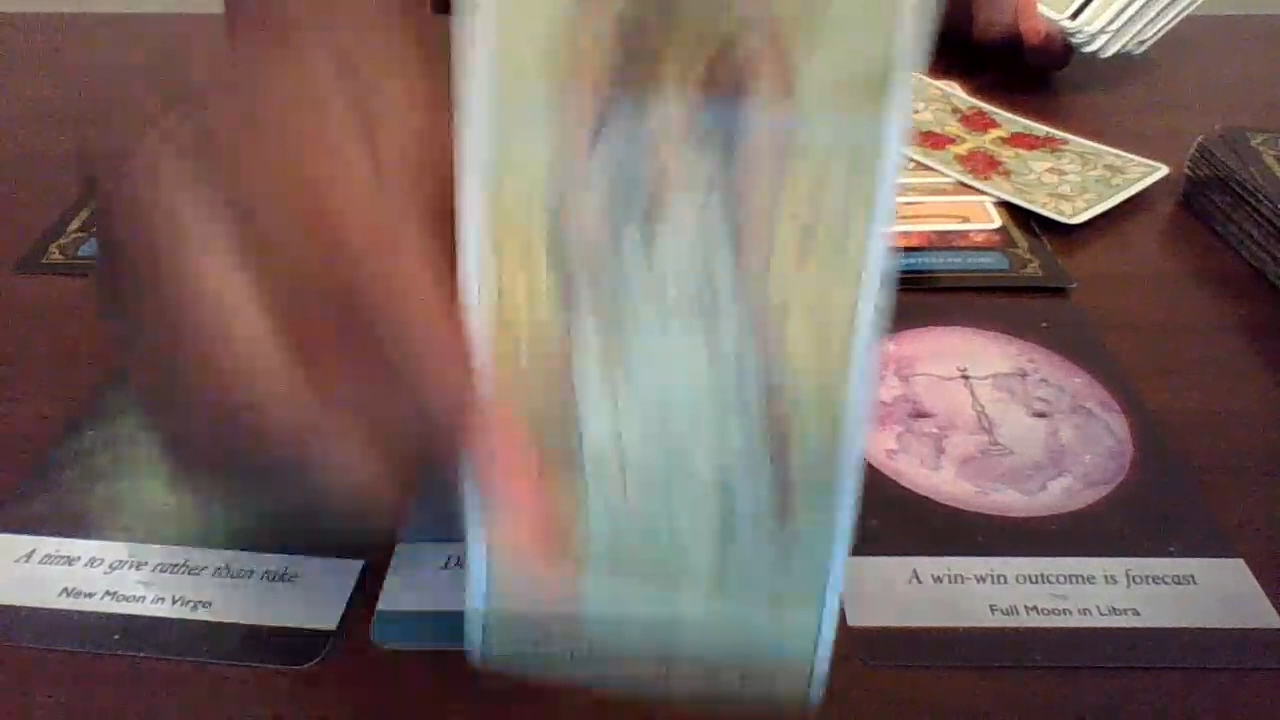 A time to give rather than take
New Moon in Virgo
A win-win outcome is forecast
Full Moon in Libra